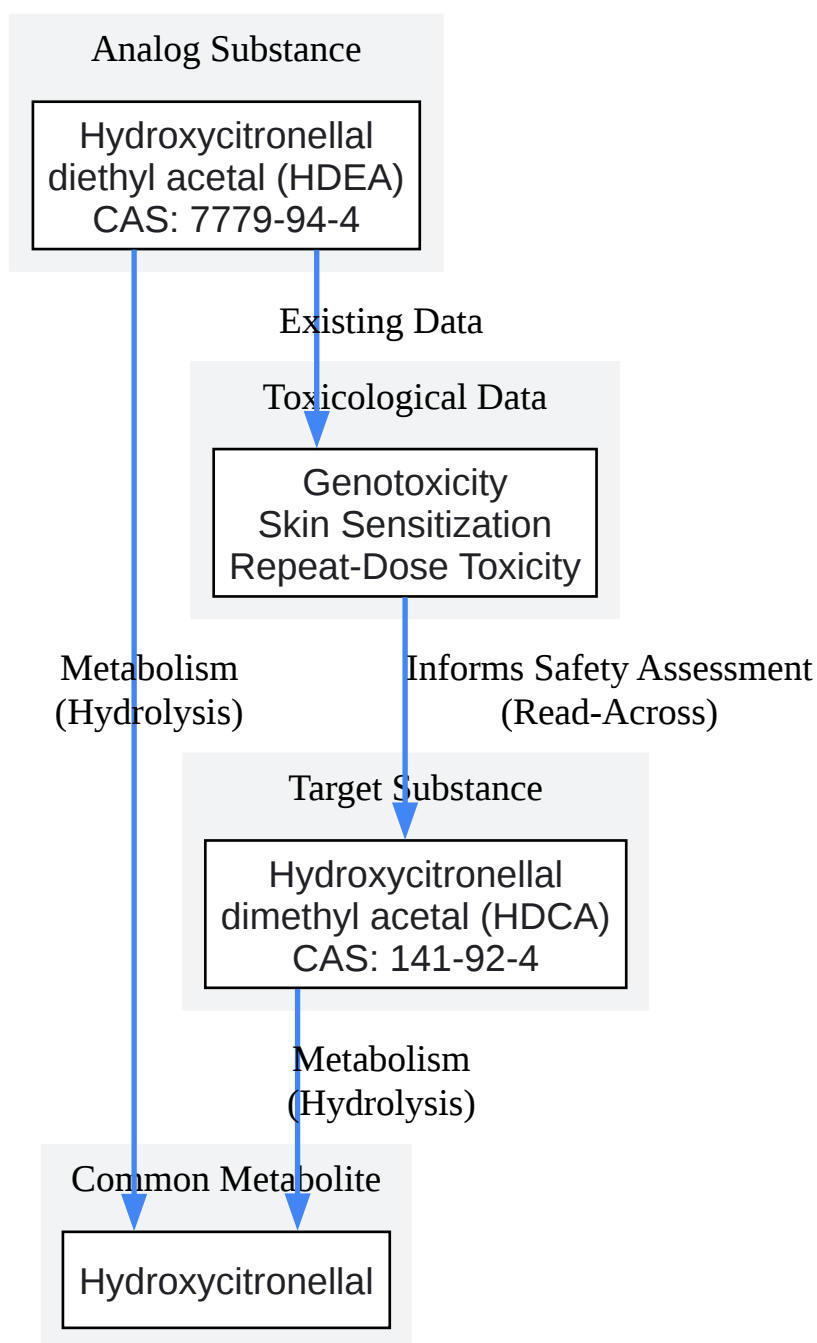 Analog Substance
Hydroxycitronellal
diethyl acetal (HDEA)
CAS: 7779-94-4
Existing Data
Toxicological Data
Genotoxicity
Skin Sensitization
Repeat-Dose Toxicity
Metabolism
(Hydrolysis)
Informs Safety Assessment
(Read-Across)
Target Substance
Hydroxycitronellal
dimethyl acetal (HDCA)
CAS: 141-92-4
Metabolism
(Hydrolysis)
Common Metabolite
Hydroxycitronellal